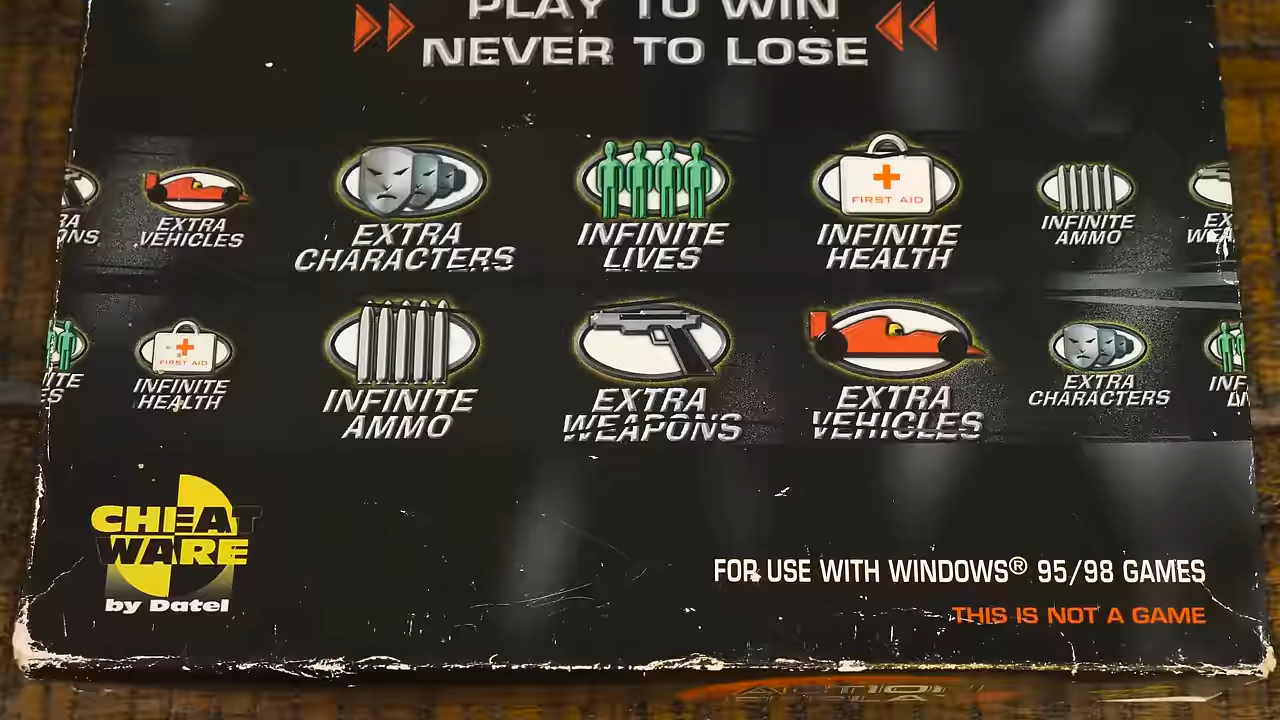 PLAY TO WIN
NEVER TO LOSE
EXTRA
VEHICLES
EXTRA
CHARACTERS
INFINITE
LIVES
FIRST AID
INFINITE
HEALTH
INFINITE
AMMO
FIRST AID
INFINITE
HEALTH
INFINITE
AMMO
EXTRA
WEAPONS
EXTRA
VEHICLES
EXTRA
CHARACTERS
CHEAT
WARE
by Datel
FOR USE WITH WINDOWS® 95/98 GAMES
THIS IS NOT A GAME